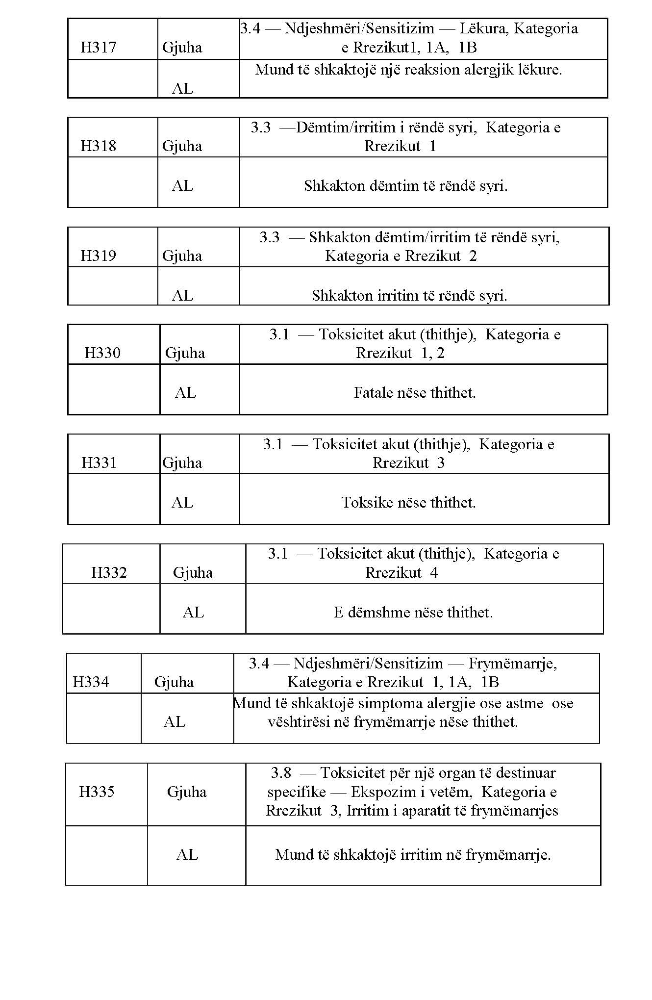 3.4 — Ndjeshmëri/Sensitizim — Lëkura, Kategoria
H317 Gjuha e Rrezikut1, 1A, 1B
Mund të shkaktojë një reaksion alergjik lëkure.
AL
3.3 —Dëmtim/irritim i rëndë syri, Kategoria e
H318 Gjuha Rrezikut 1
AL Shkakton dëmtim të rëndë syri.
3.3 — Shkakton dëmtim/irritim të rëndë syri,
H319 Gjuha Kategoria e Rrezikut 2
AL Shkakton irritim të rëndë syri.
3.1 — Toksicitet akut (thithje), Kategoria e
H330 Gjuha Rrezikut 1, 2
AL Fatale nëse thithet.
3.1 — Toksicitet akut (thithje), Kategoria e
H331 Gjuha Rrezikut 3
AL Toksike nëse thithet.
3.1 — Toksicitet akut (thithje), Kategoria e
H332 Gjuha Rrezikut 4
AL E dëmshme nëse thithet.
3.4 — Ndjeshmëri/Sensitizim — Frymëmarrje,
H334 Gjuha Kategoria e Rrezikut 1, 1A, 1B
Mund të shkaktojë simptoma alergjie ose astme ose
AL vështirësi në frymëmarrje nëse thithet.
3.8 — Toksicitet për një organ të destinuar
H335 Gjuha specifike — Ekspozim i vetëm, Kategoria e
Rrezikut 3, Irritim i aparatit të frymëmarrjes
AL Mund të shkaktojë irritim në frymëmarrje.